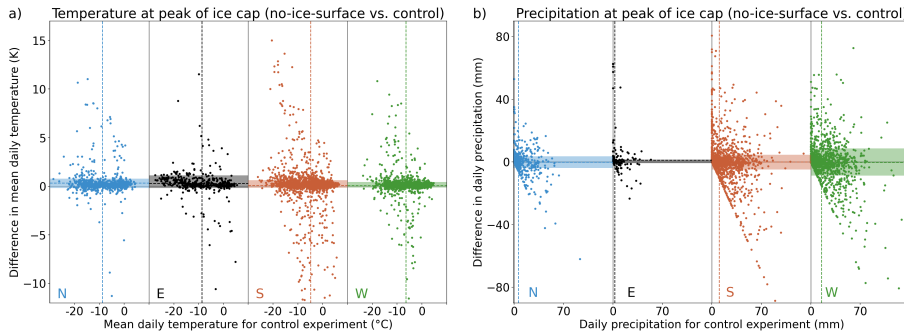 a) Temperature at peak of ice cap (no-ice-surface vs. control)
Difference in mean daily temperature (K)
15
10
5
0
−5
−10
N
E
S
W
−20 −10 0 −20 −10 0 −20 −10 0 −20 −10 0
Mean daily temperature for control experiment (°C)
b) Precipitation at peak of ice cap (no-ice-surface vs. control)
Difference in daily precipitation (mm)
80
40
0
−40
−80
N
E
S
W
0 70 0 70 0 70 0 70
Daily precipitation for control experiment (mm)